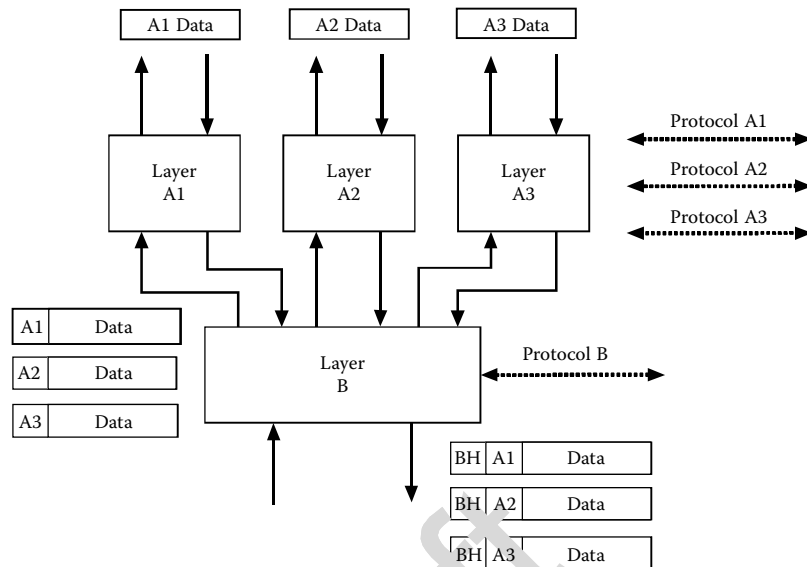 A1 Data
A2 Data
A3 Data
Layer
A1
Layer
A2
Layer
A3
Protocol A1
Protocol A2
Protocol A3
A1 Data
A2 Data
A3 Data
Layer
B
Protocol B
BH A1 Data
BH A2 Data
BH A3 Data